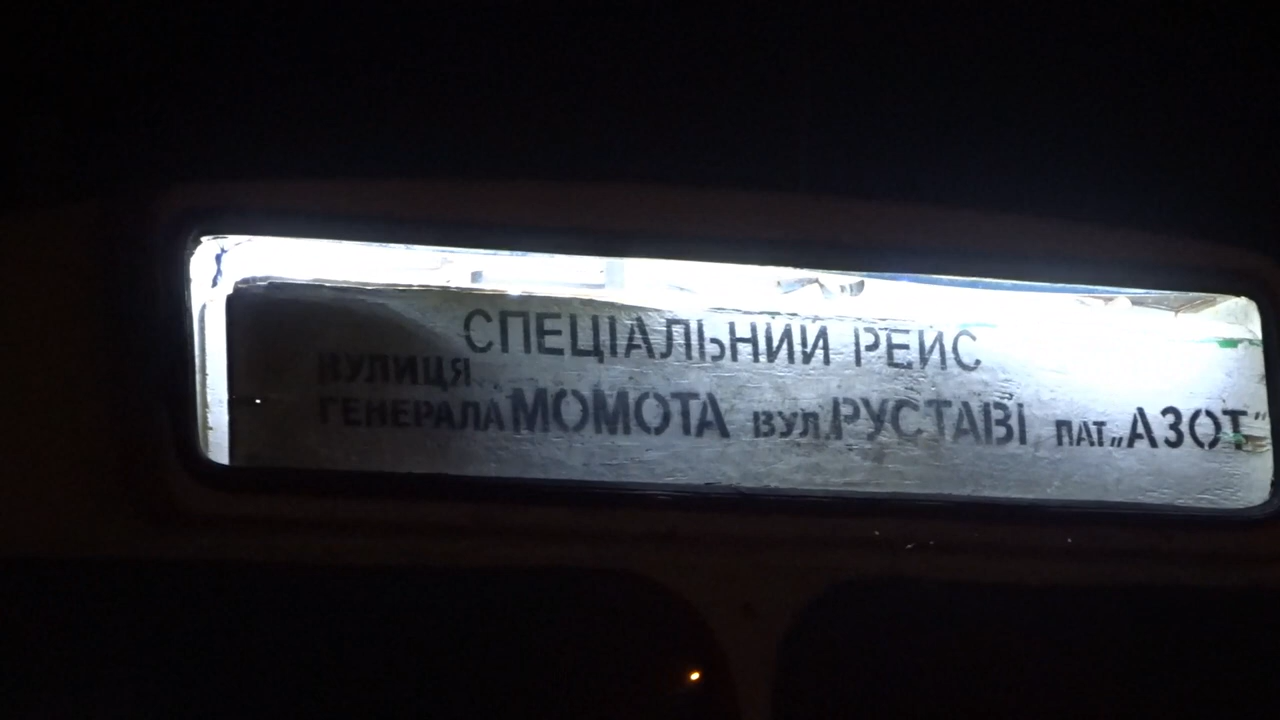 СПЕЦІАЛЬНИЙ РЕЙС
ВУЛИЦЯ
ГЕНЕРАЛА МОМОТА ВУЛ. РУСТАВІ ПАТ „АЗОТ"